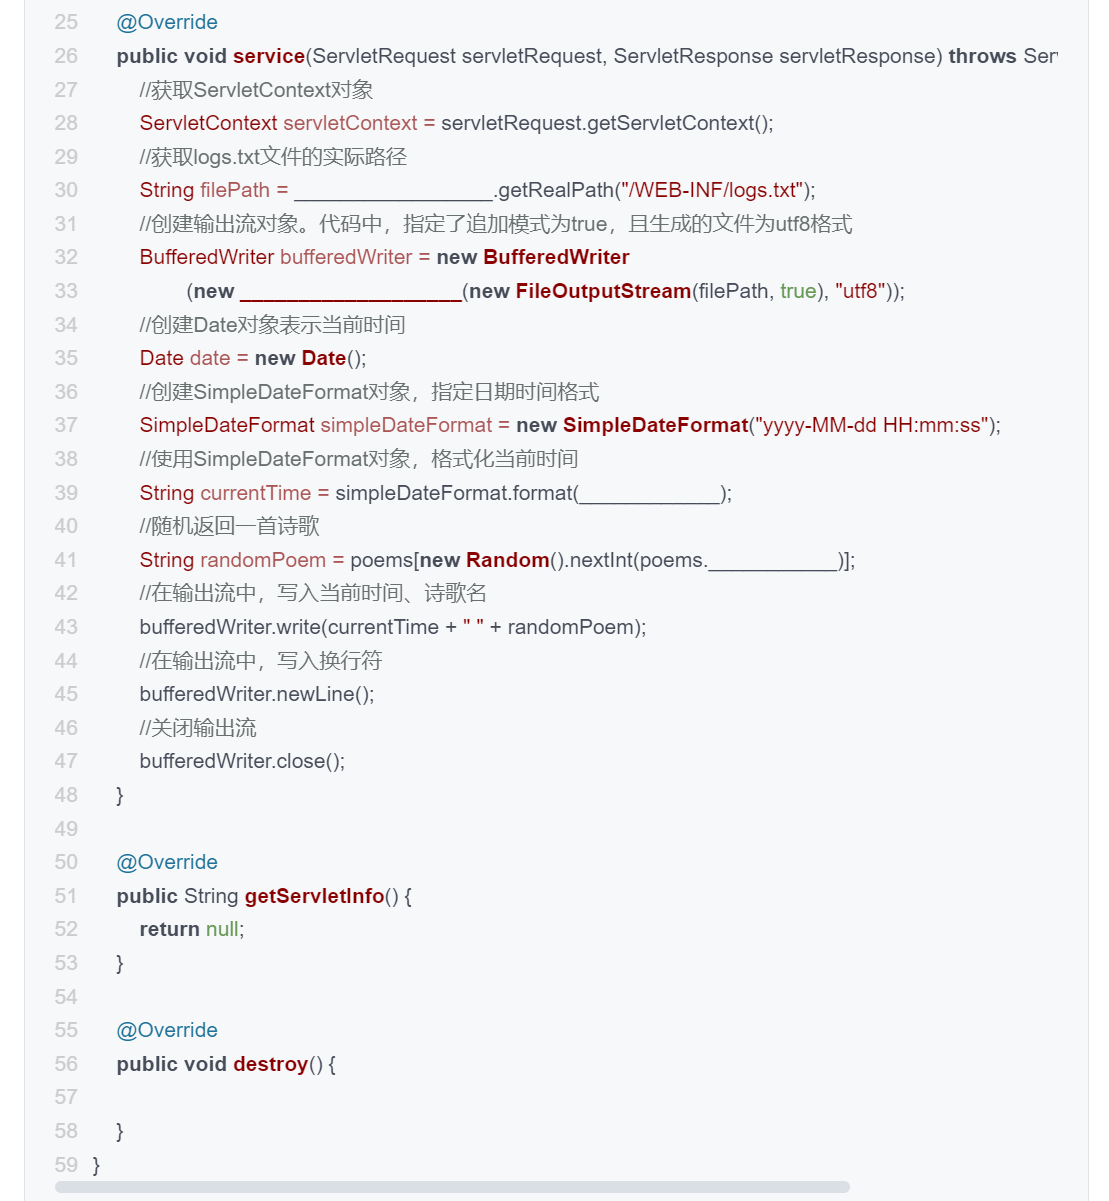 25 @Override
26 public void service(ServletRequest servletRequest, ServletResponse servletResponse) throws Ser
27 //获取ServletContext对象
28 ServletContext servletContext = servletRequest.getServletContext();
29 //获取logs.txt文件的实际路径
30 String filePath = _________________.getRealPath("/WEB-INF/logs.txt");
31 //创建输出流对象。代码中，指定了追加模式为true，且生成的文件为utf8格式
32 BufferedWriter bufferedWriter = new BufferedWriter
33 (new ___________________(new FileOutputStream(filePath, true), "utf8"));
34 //创建Date对象表示当前时间
35 Date date = new Date();
36 //创建SimpleDateFormat对象，指定日期时间格式
37 SimpleDateFormat simpleDateFormat = new SimpleDateFormat("yyyy-MM-dd HH:mm:ss");
38 //使用SimpleDateFormat对象，格式化当前时间
39 String currentTime = simpleDateFormat.format(____________);
40 //随机返回一首诗歌
41 String randomPoem = poems[new Random().nextInt(poems.___________)];
42 //在输出流中，写入当前时间、诗歌名
43 bufferedWriter.write(currentTime + " " + randomPoem);
44 //在输出流中，写入换行符
45 bufferedWriter.newLine();
46 //关闭输出流
47 bufferedWriter.close();
48 }
49
50 @Override
51 public String getServletInfo() {
52 return null;
53 }
54
55 @Override
56 public void destroy() {
57
58 }
59 }